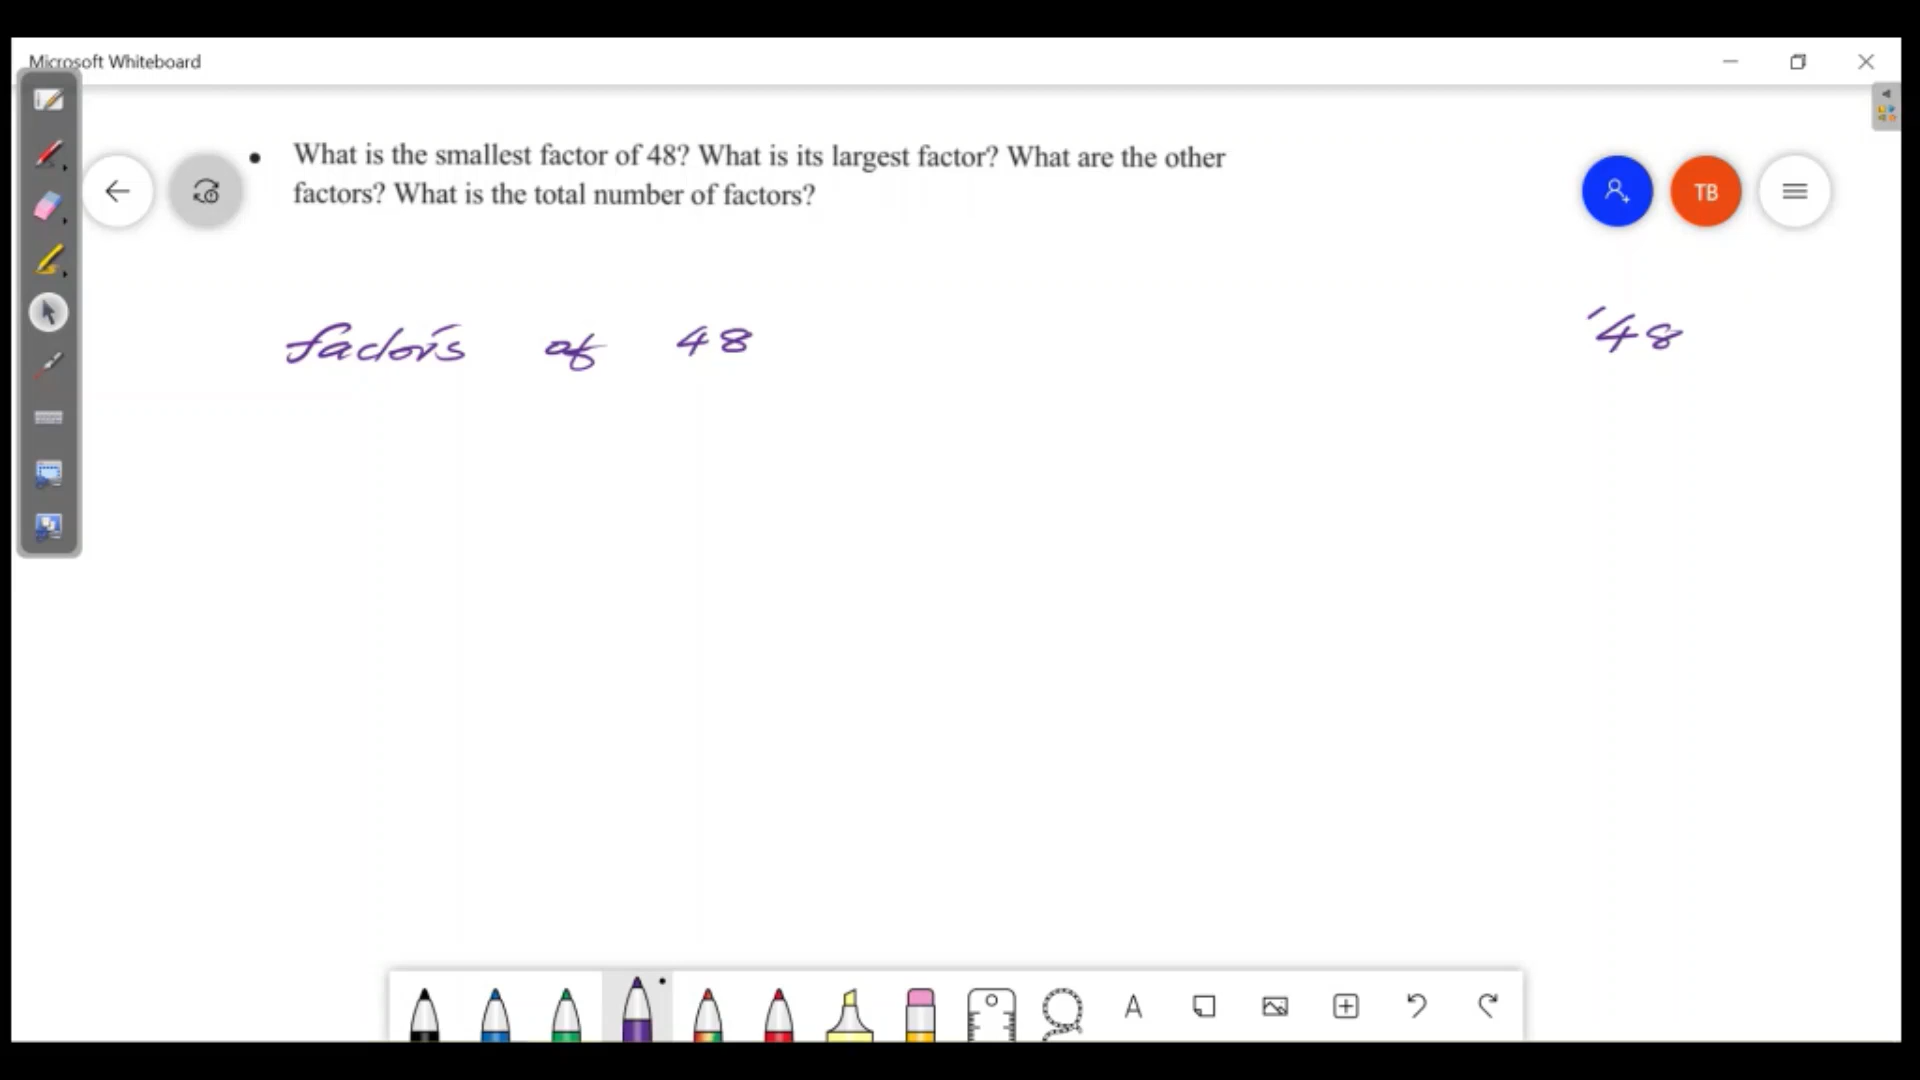 Microsoft Whiteboard
• What is the smallest factor of 48? What is its largest factor? What are the other
factors? What is the total number of factors?
TB
factors of 48
48
A